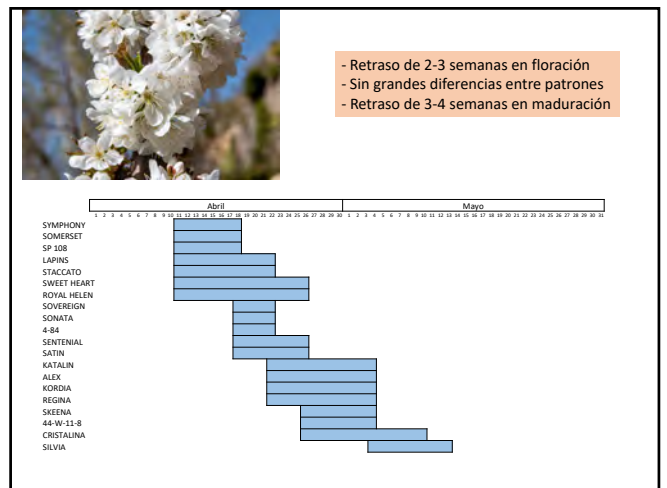 - Retraso de 2-3 semanas en floración
- Sin grandes diferencias entre patrones
- Retraso de 3-4 semanas en maduración
Abril Mayo
1 2 3 4 5 6 7 8 9 10 11 12 13 14 15 16 17 18 19 20 21 22 23 24 25 26 27 28 29 30 1 2 3 4 5 6 7 8 9 10 11 12 13 14 15 16 17 18 19 20 21 22 23 24 25 26 27 28 29 30 31
SYMPHONY
SOMERSET
SP 108
LAPINS
STACCATO
SWEET HEART
ROYAL HELEN
SOVEREIGN
SONATA
4-84
SENTENIAL
SATIN
KATALIN
ALEX
KORDIA
REGINA
SKEENA
44-W-11-8
CRISTALINA
SILVIA